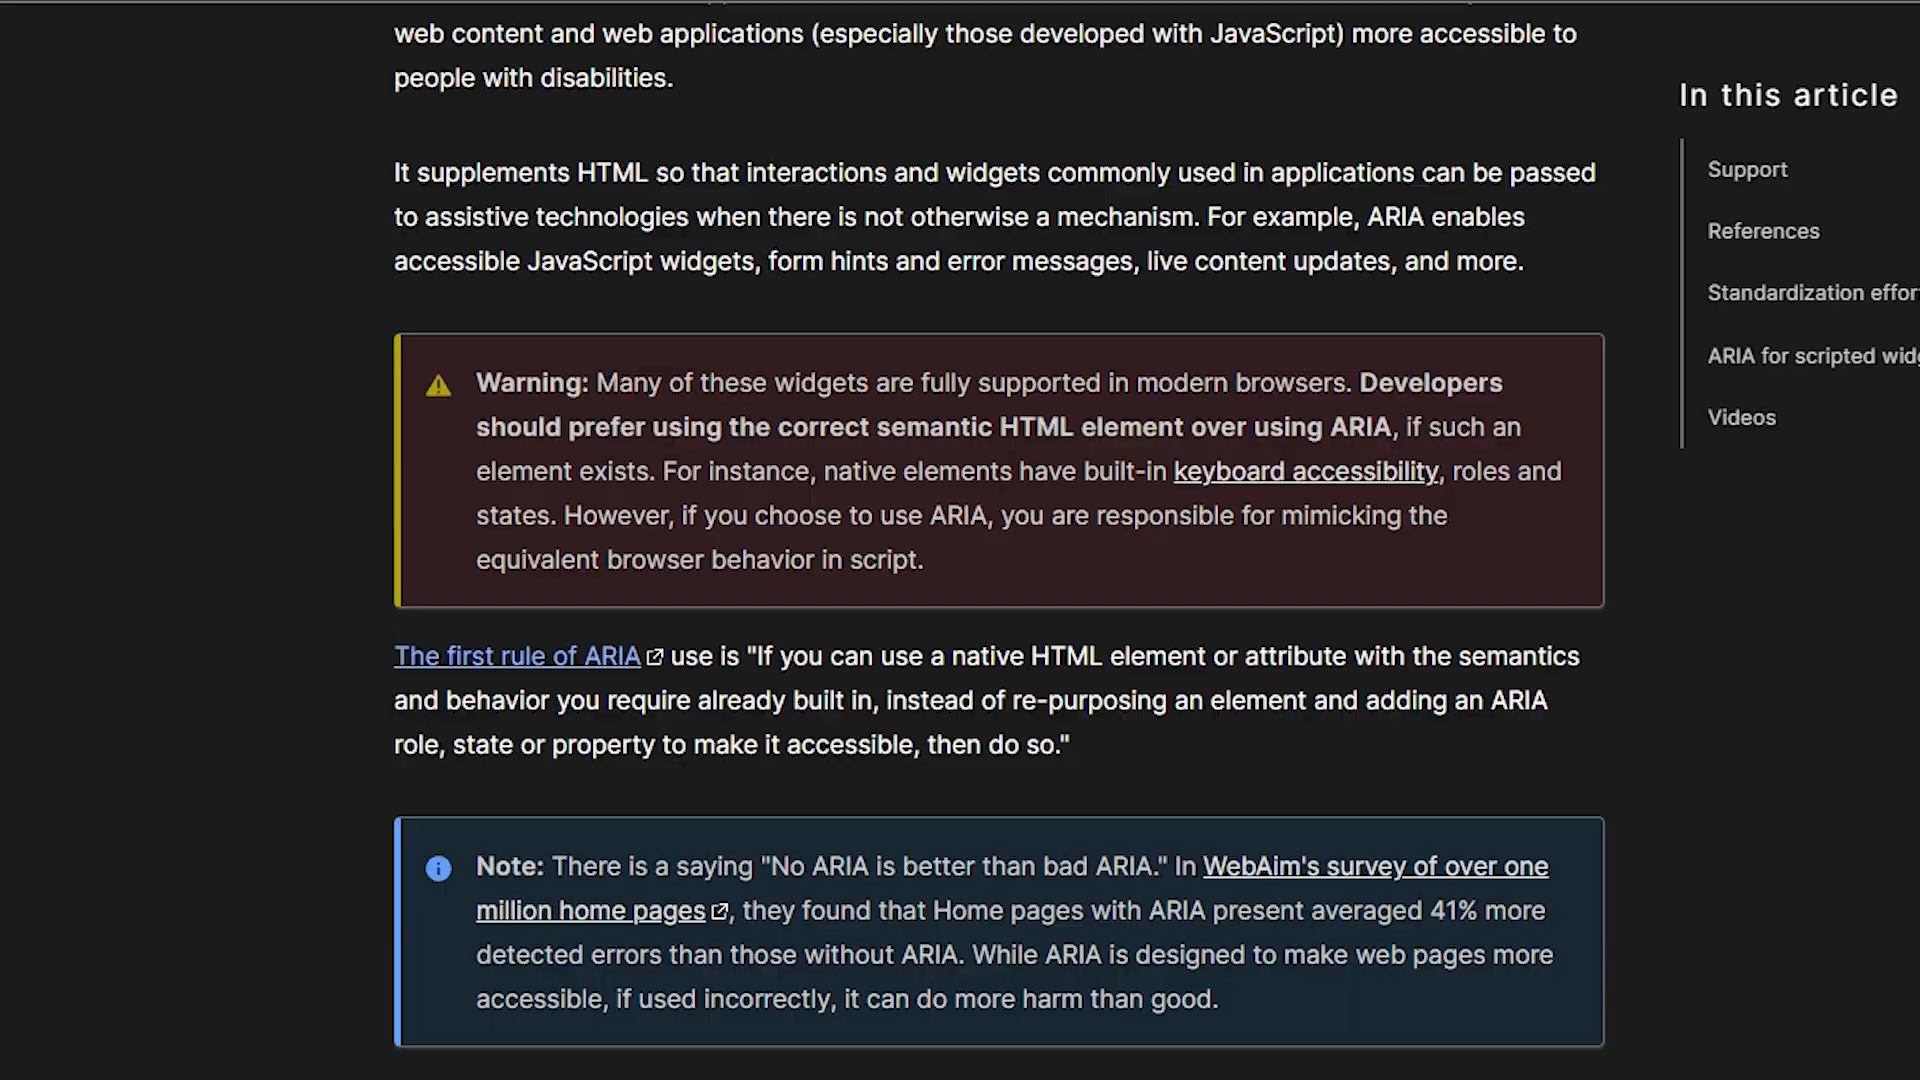 web content and web applications (especially those developed with JavaScript) more accessible to
people with disabilities.
It supplements HTML so that interactions and widgets commonly used in applications can be passed
to assistive technologies when there is not otherwise a mechanism. For example, ARIA enables
accessible JavaScript widgets, form hints and error messages, live content updates, and more.
Warning: Many of these widgets are fully supported in modern browsers. Developers
should prefer using the correct semantic HTML element over using ARIA, if such an
element exists. For instance, native elements have built-in keyboard accessibility, roles and
states. However, if you choose to use ARIA, you are responsible for mimicking the
equivalent browser behavior in script.
The first rule of ARIA use is "If you can use a native HTML element or attribute with the semantics
and behavior you require already built in, instead of re-purposing an element and adding an ARIA
role, state or property to make it accessible, then do so."
Note: There is a saying "No ARIA is better than bad ARIA." In WebAim's survey of over one
million home pages, they found that Home pages with ARIA present averaged 41% more
detected errors than those without ARIA. While ARIA is designed to make web pages more
accessible, if used incorrectly, it can do more harm than good.
In this article
Support
References
Standardization effor
ARIA for scripted wid
Videos